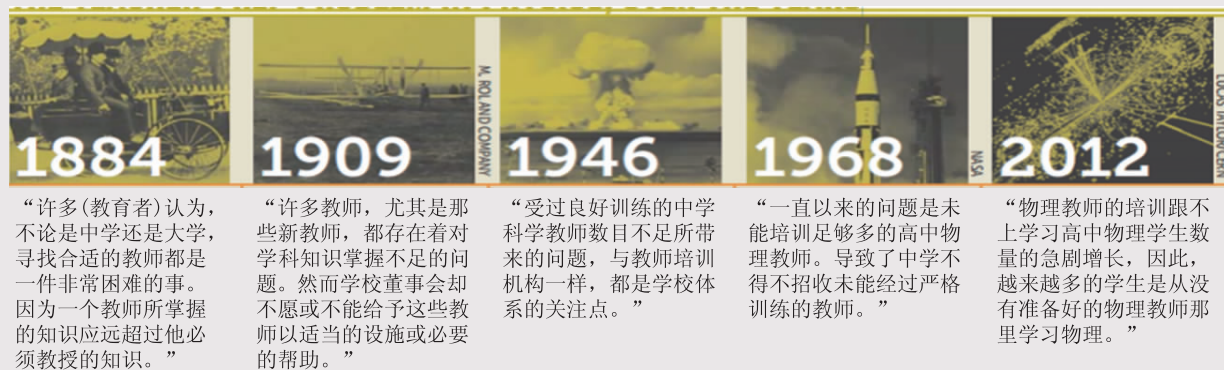 1884
1909
1946
1968
2012
M. ROLAND COMPANY
NASA
“许多(教育者)认为，
不论是中学还是大学，
寻找合适的教师都是
一件非常困难的事。
因为一个教师所掌握
的知识应远超过他必
须教授的知识。”
“许多教师，尤其是那
些新教师，都存在着对
学科知识掌握不足的问
题。然而学校董事会却
不愿或不能给予这些教
师以适当的设施或必要
的帮助。”
“受过良好训练的中学
科学教师数目不足所带
来的问题，与教师培训
机构一样，都是学校体
系的关注点。”
“一直以来的问题是未
能培训足够多的高中物
理教师。导致了中学不
得不招收未能经过严格
训练的教师。”
“物理教师的培训跟不
上学习高中物理学生数
量的急剧增长，因此，
越来越多的学生是从没
有准备好的物理教师那
里学习物理。”